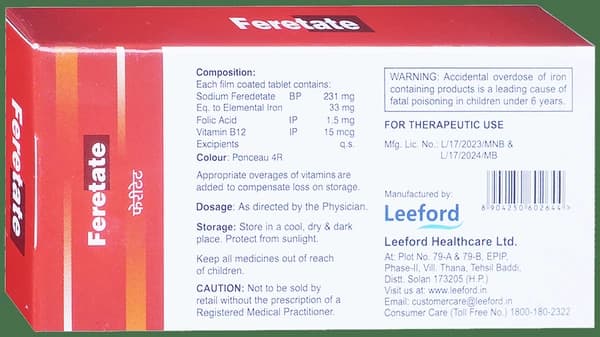 Feretate
Feretate
Feretate
फेराटेट
Composition:
Each film coated tablet contains:
Sodium Feredetate BP 231 mg
Eq. to Elemental Iron 33 mg
Folic Acid IP 1.5 mg
Vitamin B12 IP 15 mcg
Excipients q.s.
Colour: Ponceau 4R
Appropriate overages of vitamins are
added to compensate loss on storage.
Dosage: As directed by the Physician.
Storage: Store in a cool, dry & dark
place. Protect from sunlight.
Keep all medicines out of reach
of children.
CAUTION: Not to be sold by
retail without the prescription of a
Registered Medical Practitioner.
WARNING: Accidental overdose of iron
containing products is a leading cause of
fatal poisoning in children under 6 years.
FOR THERAPEUTIC USE
Mfg. Lic. No.: L/17/2023/MNB &
L/17/2024/MB
Manufactured by:
Leeford
8 904250 602644
Leeford Healthcare Ltd.
At: Plot No. 79-A & 79-B, EPIP,
Phase-II, Vill. Thana, Tehsil Baddi,
Distt. Solan 173205 (H.P.)
Visit us at: www.leeford.in
Email: customercare@leeford.in
Consumer Care (Toll Free No.) 1800-180-2322